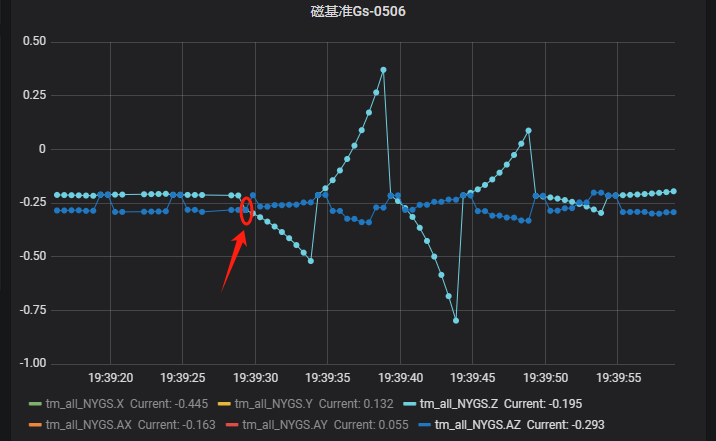 磁基准Gs-0506
0.50
0.25
0
-0.25
-0.50
-0.75
-1.00
19:39:20 19:39:25 19:39:30 19:39:35 19:39:40 19:39:45 19:39:50 19:39:55
tm_all_NYGS.X Current: -0.445 tm_all_NYGS.Y Current: 0.132 tm_all_NYGS.Z Current: -0.195
tm_all_NYGS.AX Current: -0.163 tm_all_NYGS.AY Current: 0.055 tm_all_NYGS.AZ Current: -0.293